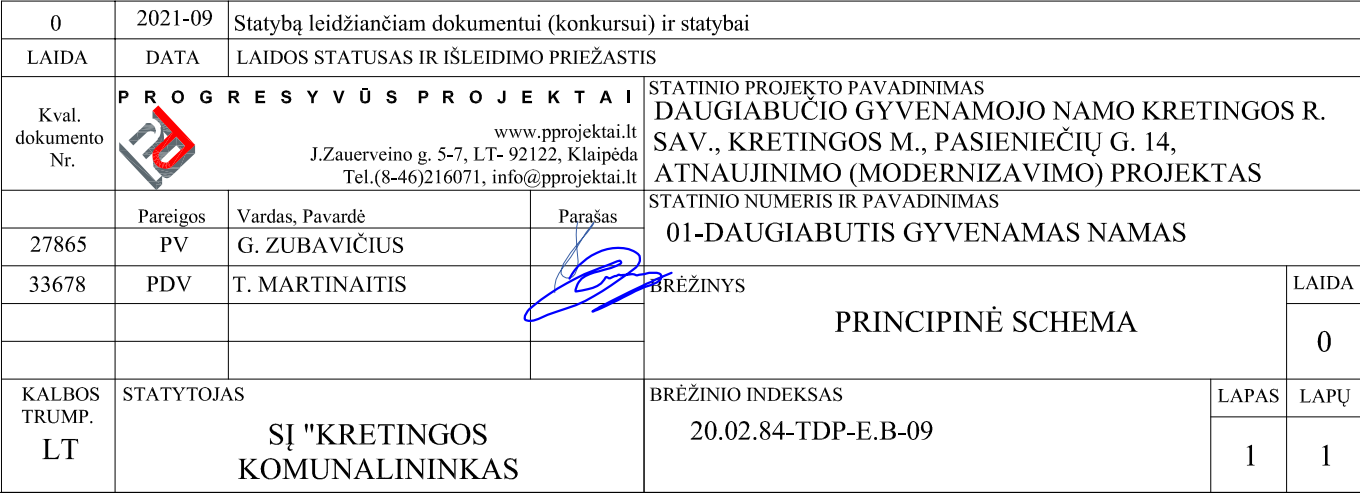 0 2021-09 Statybą leidžiančiam dokumentui (konkursui) ir statybai
LAIDA DATA LAIDOS STATUSAS IR IŠLEIDIMO PRIEŽASTIS
Kval.
dokumento
Nr.
PROGRESYVŪS PROJEKTAI
www.pprojektai.lt
J.Zauerveino g. 5-7, LT- 92122, Klaipėda
Tel.(8-46)216071, info@pprojektai.lt
STATINIO PROJEKTO PAVADINIMAS
DAUGIABUČIO GYVENAMOJO NAMO KRETINGOS R.
SAV., KRETINGOS M., PASIENIEČIŲ G. 14,
ATNAUJINIMO (MODERNIZAVIMO) PROJEKTAS
Pareigos Vardas, Pavardė Parašas
27865 PV G. ZUBAVIČIUS
33678 PDV T. MARTINAITIS
STATINIO NUMERIS IR PAVADINIMAS
01-DAUGIABUTIS GYVENAMAS NAMAS
BRĖŽINYS
PRINCIPINĖ SCHEMA
LAIDA
0
KALBOS
TRUMP.
LT
STATYTOJAS
SĮ "KRETINGOS
KOMUNALININKAS
BRĖŽINIO INDEKSAS
20.02.84-TDP-E.B-09
LAPAS LAPŲ
1 1